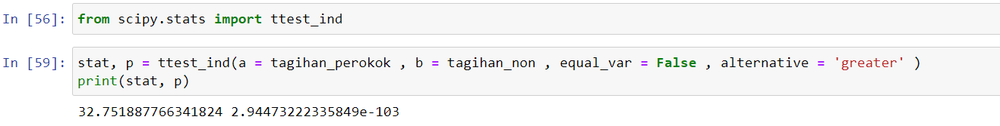 In [56]: from scipy.stats import ttest_ind
In [59]: stat, p = ttest_ind(a = tagihan_perokok , b = tagihan_non , equal_var = False , alternative = 'greater' )
print(stat, p)
32.751887766341824 2.94473222335849e-103